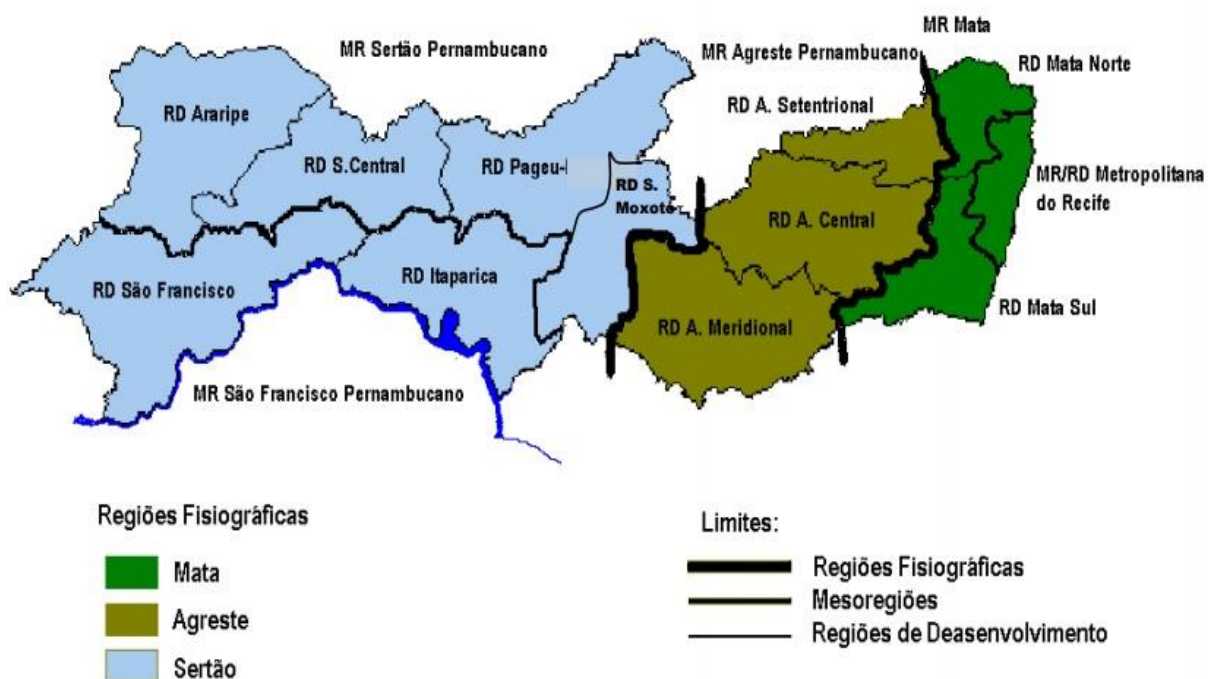 MR Mata
MR Sertão Pernambucano
MR Agreste Pernambucano
RD Mata Norte
RD Araripe
RD A. Setentrional
RD S.Central
RD Pageu-
RD S.
Moxoto
MR/RD Metropolitana
do Recife
RD A. Central
RD São Francisco
RD Itaparica
RD A. Meridional
RD Mata Sul
MR São Francisco Pernambucano
Regiões Fisiográficas
Mata
Agreste
Sertão
Limites:
Regiões Fisiográficas
Mesoregiões
Regiões de Deasenvolvimento